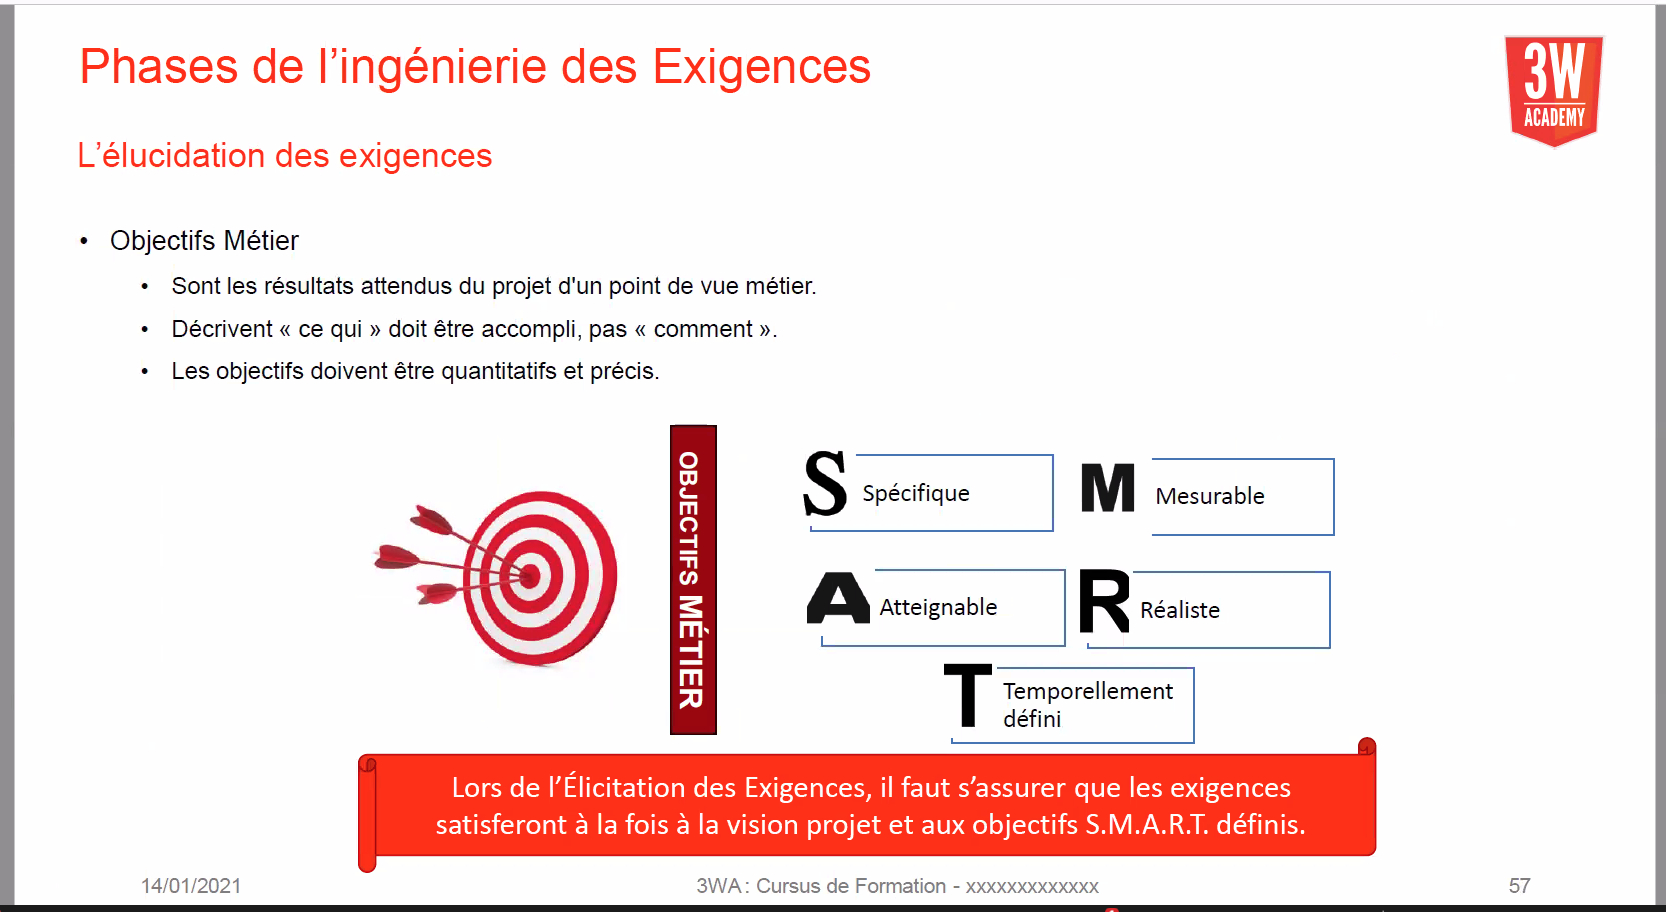 Phases de l’ingénierie des Exigences
3W
ACADEMY
L’élucidation des exigences
• Objectifs Métier
• Sont les résultats attendus du projet d'un point de vue métier.
• Décrivent « ce qui » doit être accompli, pas « comment ».
• Les objectifs doivent être quantitatifs et précis.
OBJECTIFS MÉTIER
S Spécifique
M Mesurable
A Atteignable
R Réaliste
T Temporellement
défini
Lors de l’Élicitation des Exigences, il faut s’assurer que les exigences
satisferont à la fois à la vision projet et aux objectifs S.M.A.R.T. définis.
14/01/2021
3WA : Cursus de Formation - xxxxxxxxxxxxx
57